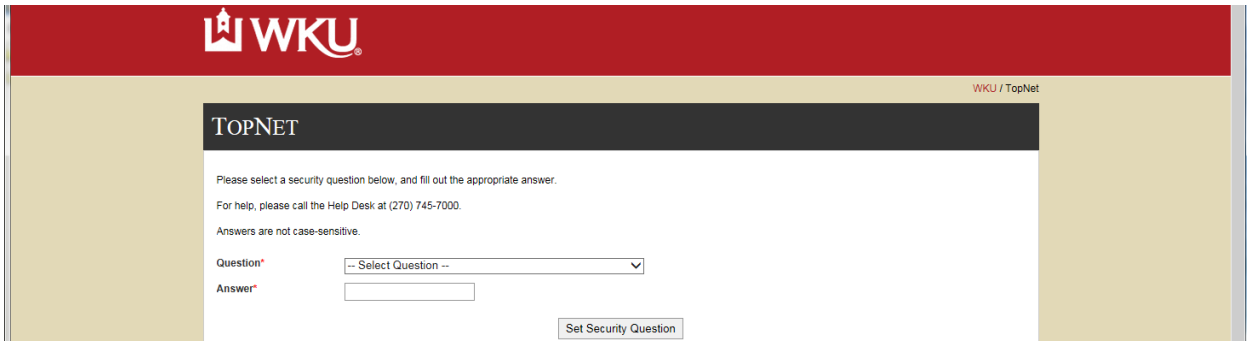 WKU®
WKU / TopNet
TOPNET
Please select a security question below, and fill out the appropriate answer.
For help, please call the Help Desk at (270) 745-7000.
Answers are not case-sensitive.
Question*
-- Select Question --
Answer*
Set Security Question